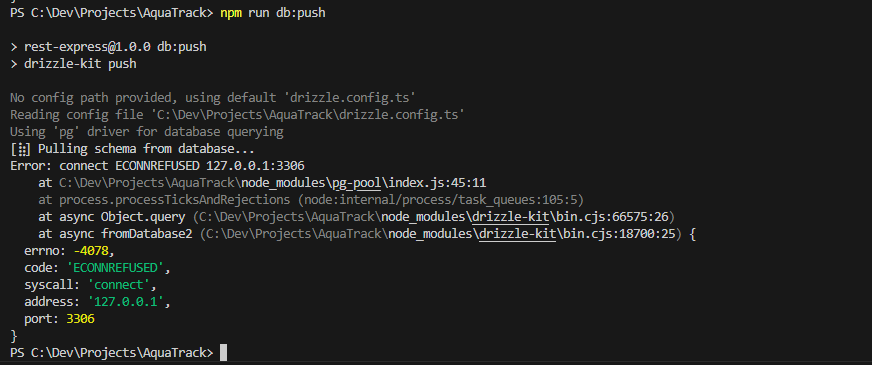 PS C:\Dev\Projects\AquaTrack> npm run db:push
> rest-express@1.0.0 db:push
> drizzle-kit push
No config path provided, using default 'drizzle.config.ts'
Reading config file 'C:\Dev\Projects\AquaTrack\drizzle.config.ts'
Using 'pg' driver for database querying
[⣷] Pulling schema from database...
Error: connect ECONNREFUSED 127.0.0.1:3306
    at C:\Dev\Projects\AquaTrack\node_modules\pg-pool\index.js:45:11
    at process.processTicksAndRejections (node:internal/process/task_queues:105:5)
    at async Object.query (C:\Dev\Projects\AquaTrack\node_modules\drizzle-kit\bin.cjs:66575:26)
    at async fromDatabase2 (C:\Dev\Projects\AquaTrack\node_modules\drizzle-kit\bin.cjs:18700:25) {
  errno: -4078,
  code: 'ECONNREFUSED',
  syscall: 'connect',
  address: '127.0.0.1',
  port: 3306
}
PS C:\Dev\Projects\AquaTrack>